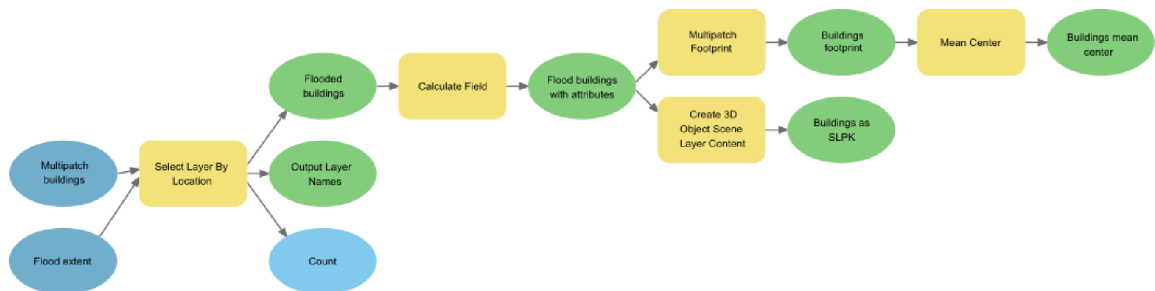 Multipatch
Footprint
Buildings
footprint
Mean Center
Buildings mean
center
Flooded
buildings
Calculate Field
Flood buildings
with attributes
Create 3D
Object Scene
Layer Content
Buildings as
SLPK
Multipatch
buildings
Select Layer By
Location
Output Layer
Names
Flood extent
Count